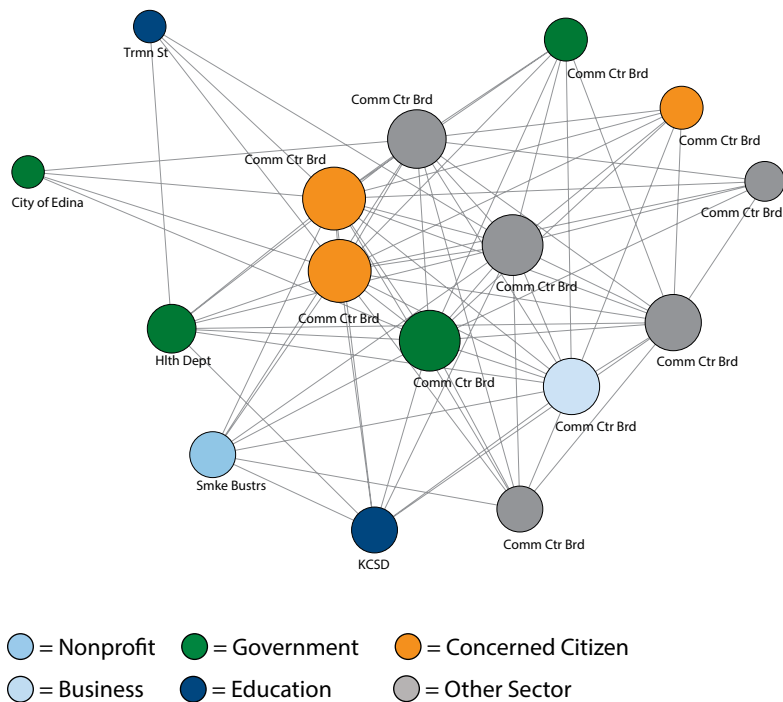 Trmn St
Comm Ctr Brd
Comm Ctr Brd
Comm Ctr Brd
Comm Ctr Brd
City of Edina
Comm Ctr Brd
Comm Ctr Brd
Comm Ctr Brd
Hlth Dept
Comm Ctr Brd
Comm Ctr Brd
Comm Ctr Brd
Smke Bustrs
Comm Ctr Brd
KCSD
= Nonprofit = Government = Concerned Citizen
= Business = Education = Other Sector